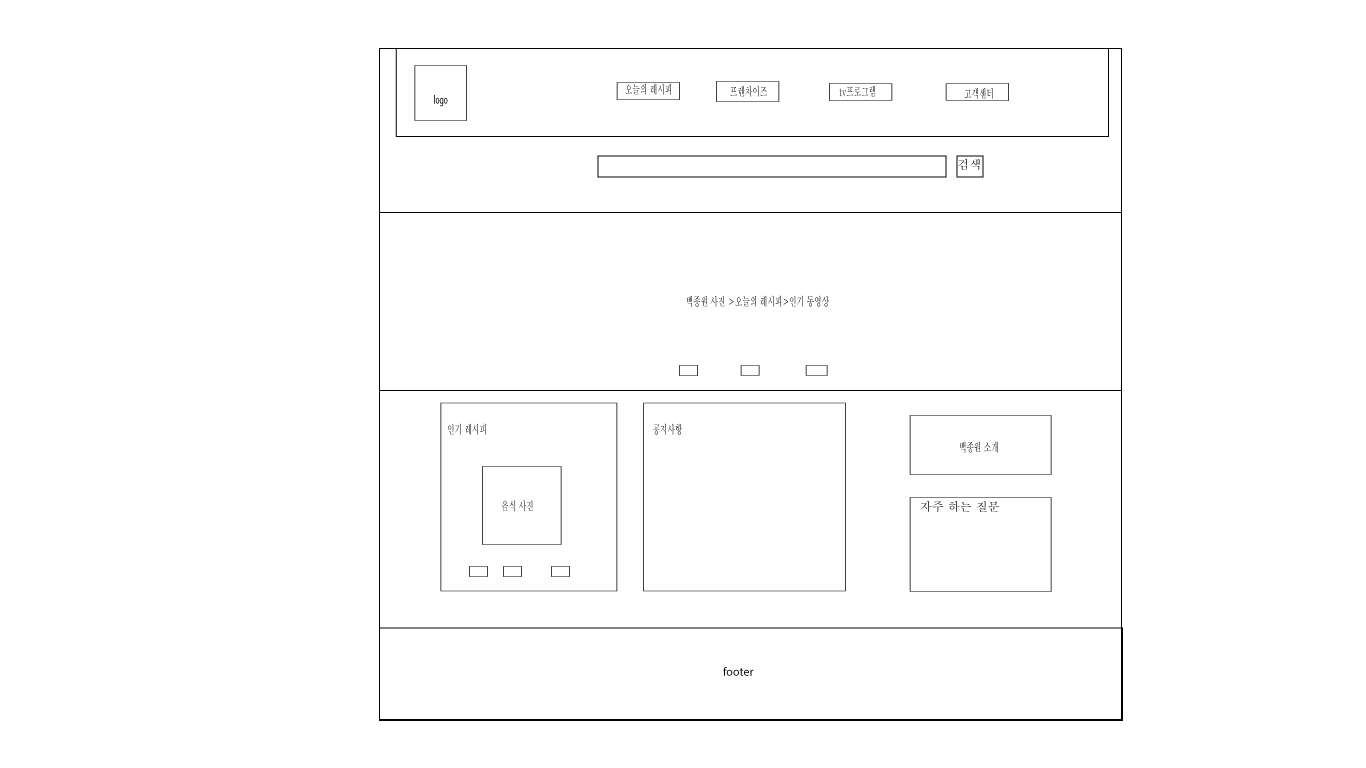 logo
오늘의 레시피
프렌차이즈
tv프로그램
고객센터
검색
백종원 사진 >오늘의 레시피>인기 동영상
인기 레시피
음식 사진
공지사항
백종원 소개
자주 하는 질문
footer